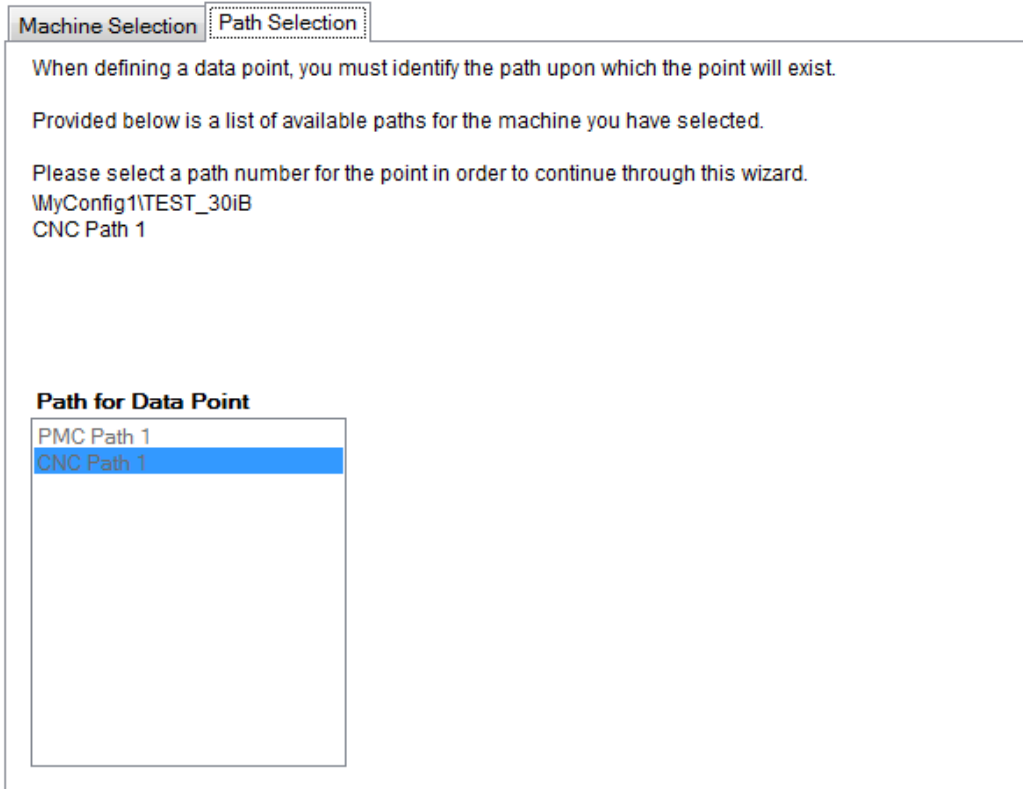 Machine Selection
Path Selection
When defining a data point, you must identify the path upon which the point will exist.
Provided below is a list of available paths for the machine you have selected.
Please select a path number for the point in order to continue through this wizard.
\MyConfig1\TEST_30iB
CNC Path 1
Path for Data Point
PMC Path 1
CNC Path 1